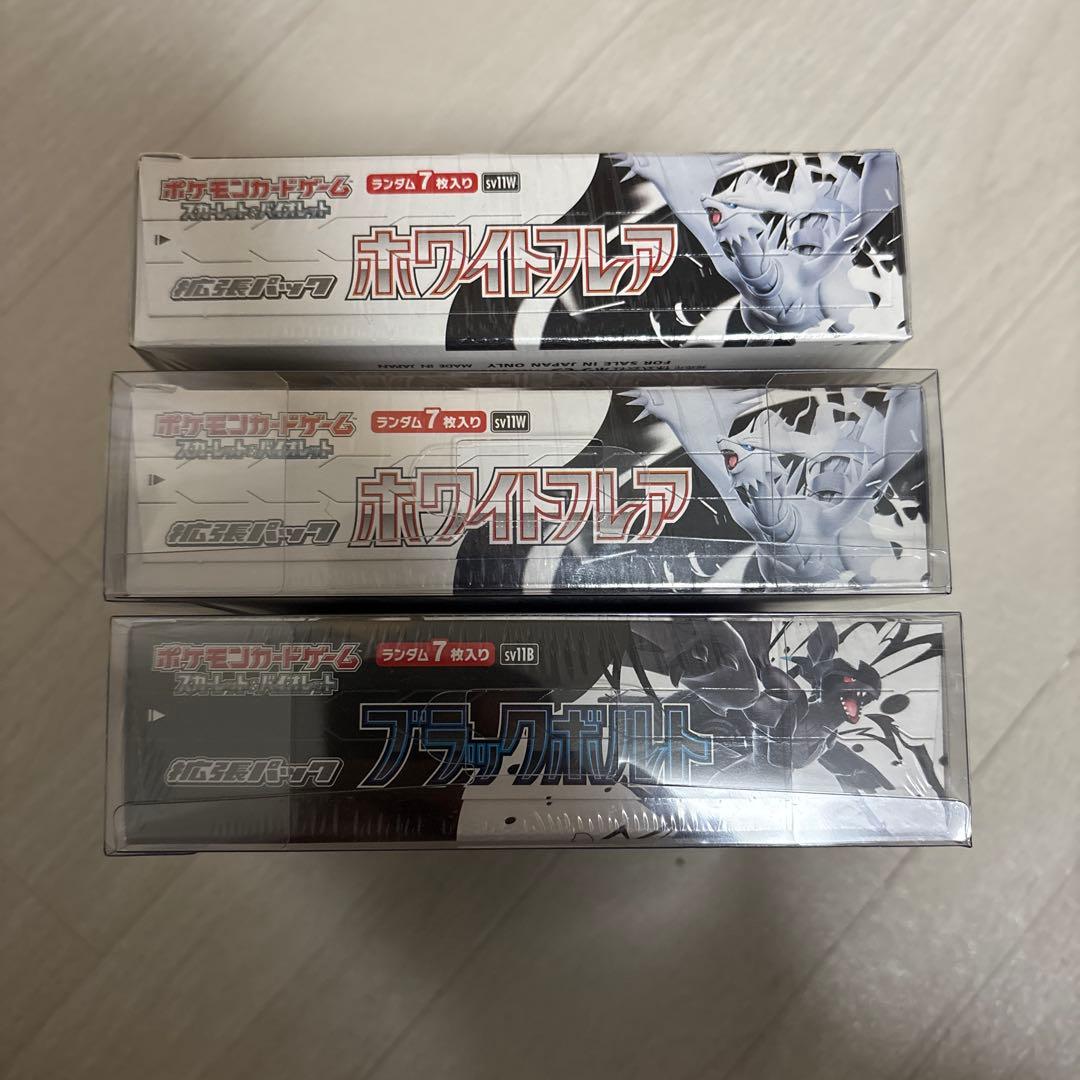 ポケモンカードゲーム
スカーレット&バイオレット
ランダム7枚入り sv11W
拡張パック ホワイトフレア
FOR SALE IN JAPAN ONLY MADE IN JAPAN
ポケモンカードゲーム
スカーレット&バイオレット
ランダム7枚入り sv11W
拡張パック ホワイトフレア
ポケモンカードゲーム
スカーレット&バイオレット
ランダム7枚入り sv11B
拡張パック ブラックボルト